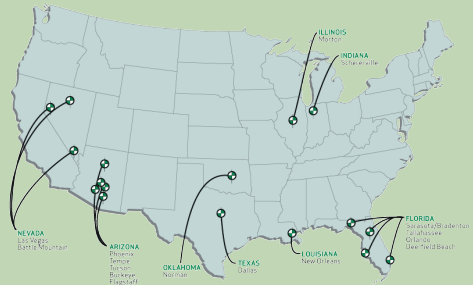 ILLINOIS
Morton
INDIANA
Schererville
NEVADA
Las Vegas
Battle Mountain
ARIZONA
Phoenix
Tempe
Tucson
Buckeye
Flagstaff
OKLAHOMA
Norman
TEXAS
Dallas
LOUISIANA
New Orleans
FLORIDA
Sarasota/Bradenton
Tallahassee
Orlando
Deerfield Beach